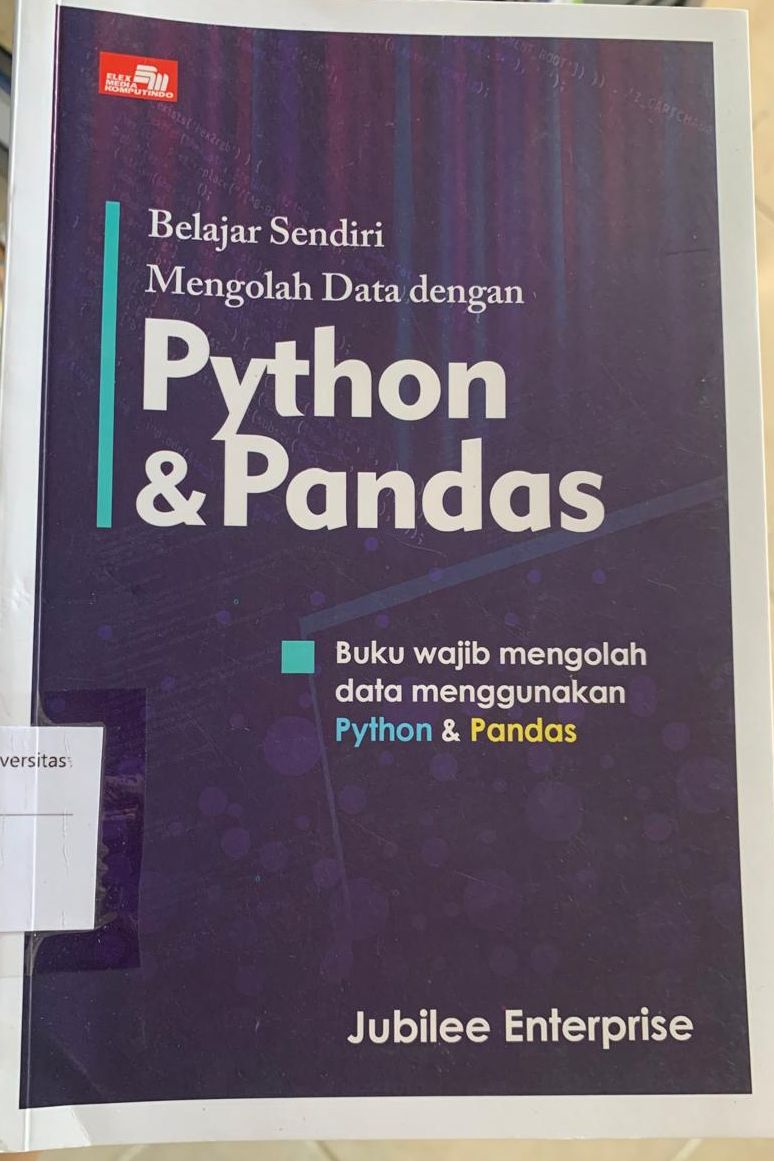 ELEX
MEDIA
KOMPUTINDO
Belajar Sendiri
Mengolah Data dengan
Python
& Pandas
Buku wajib mengolah
data menggunakan
Python & Pandas
versitas
Jubilee Enterprise